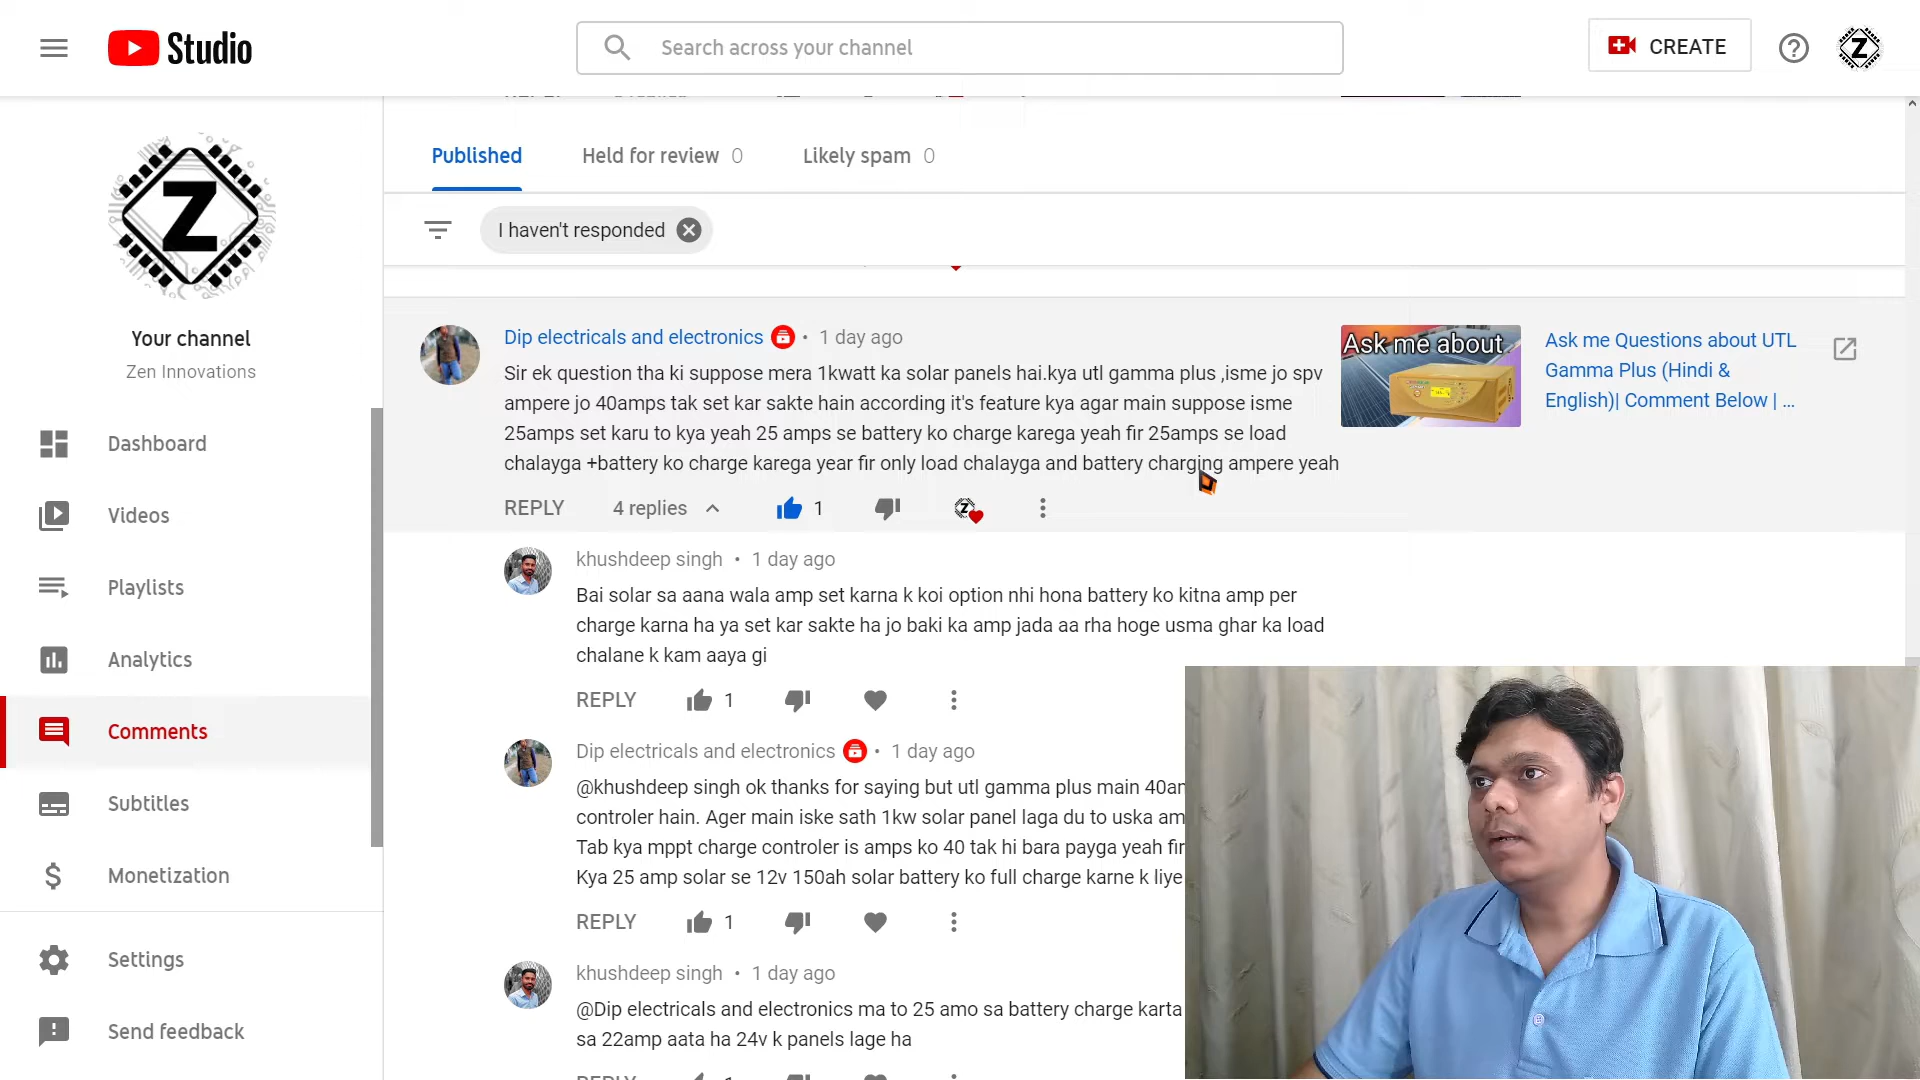 Studio
Search across your channel
CREATE
Z
Published
Held for review 0
Likely spam 0
I haven't responded
Z
Your channel
Zen Innovations
Dashboard
Videos
Playlists
Analytics
Comments
Subtitles
Monetization
Settings
Send feedback
Dip electricals and electronics • 1 day ago
Sir ek question tha ki suppose mera 1kwatt ka solar panels hai.kya utl gamma plus ,isme jo spv
ampere jo 40amps tak set kar sakte hain according it's feature kya agar main suppose isme
25amps set karu to kya yeah 25 amps se battery ko charge karega yeah fir 25amps se load
chalayga +battery ko charge karega year fir only load chalayga and battery charging ampere yeah
REPLY 4 replies 1
Ask me about
Ask me Questions about UTL
Gamma Plus (Hindi &
English)| Comment Below | ...
khushdeep singh • 1 day ago
Bai solar sa aana wala amp set karna k koi option nhi hona battery ko kitna amp per
charge karna ha ya set kar sakte ha jo baki ka amp jada aa rha hoge usma ghar ka load
chalane k kam aaya gi
REPLY 1
Dip electricals and electronics • 1 day ago
@khushdeep singh ok thanks for saying but utl gamma plus main
controler hain. Ager main iske sath 1kw solar panel laga du to uska
Tab kya mppt charge controler is amps ko 40 tak hi bara payga yeah fir
Kya 25 amp solar se 12v 150ah solar battery ko full charge karne k liye
REPLY 1
khushdeep singh • 1 day ago
@Dip electricals and electronics ma to 25 amo sa battery charge karta
sa 22amp aata ha 24v k panels lage ha